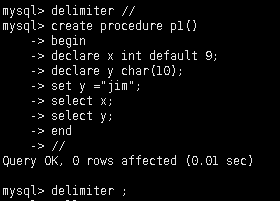 mysql> delimiter //
mysql> create procedure p1()
-> begin
-> declare x int default 9;
-> declare y char(10);
-> set y ="jim";
-> select x;
-> select y;
-> end
-> //
Query OK, 0 rows affected (0.01 sec)
mysql> delimiter ;